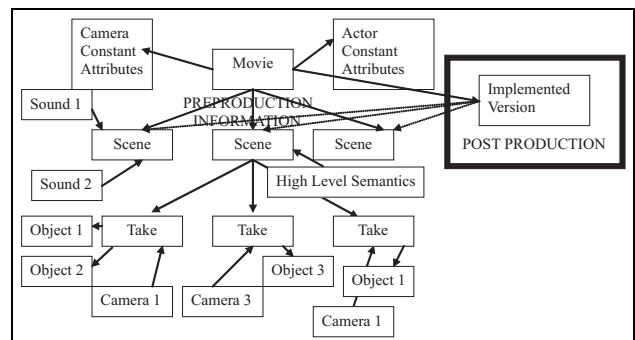 Camera
Constant
Attributes
Movie
Actor
Constant
Attributes
Implemented
Version
POST PRODUCTION
Sound 1
PREPRODUCTION
INFORMATION
Scene
Scene
Scene
Sound 2
High Level Semantics
Object 1
Take
Take
Take
Object 2
Object 3
Object 1
Camera 1
Camera 3
Camera 1